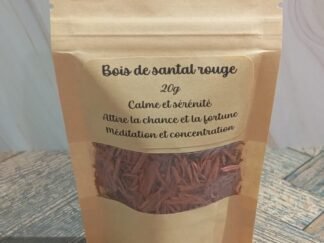 Bois de santal rouge
20g
Calme et sérénité
Attire la chance et la fortune
Méditation et concentration